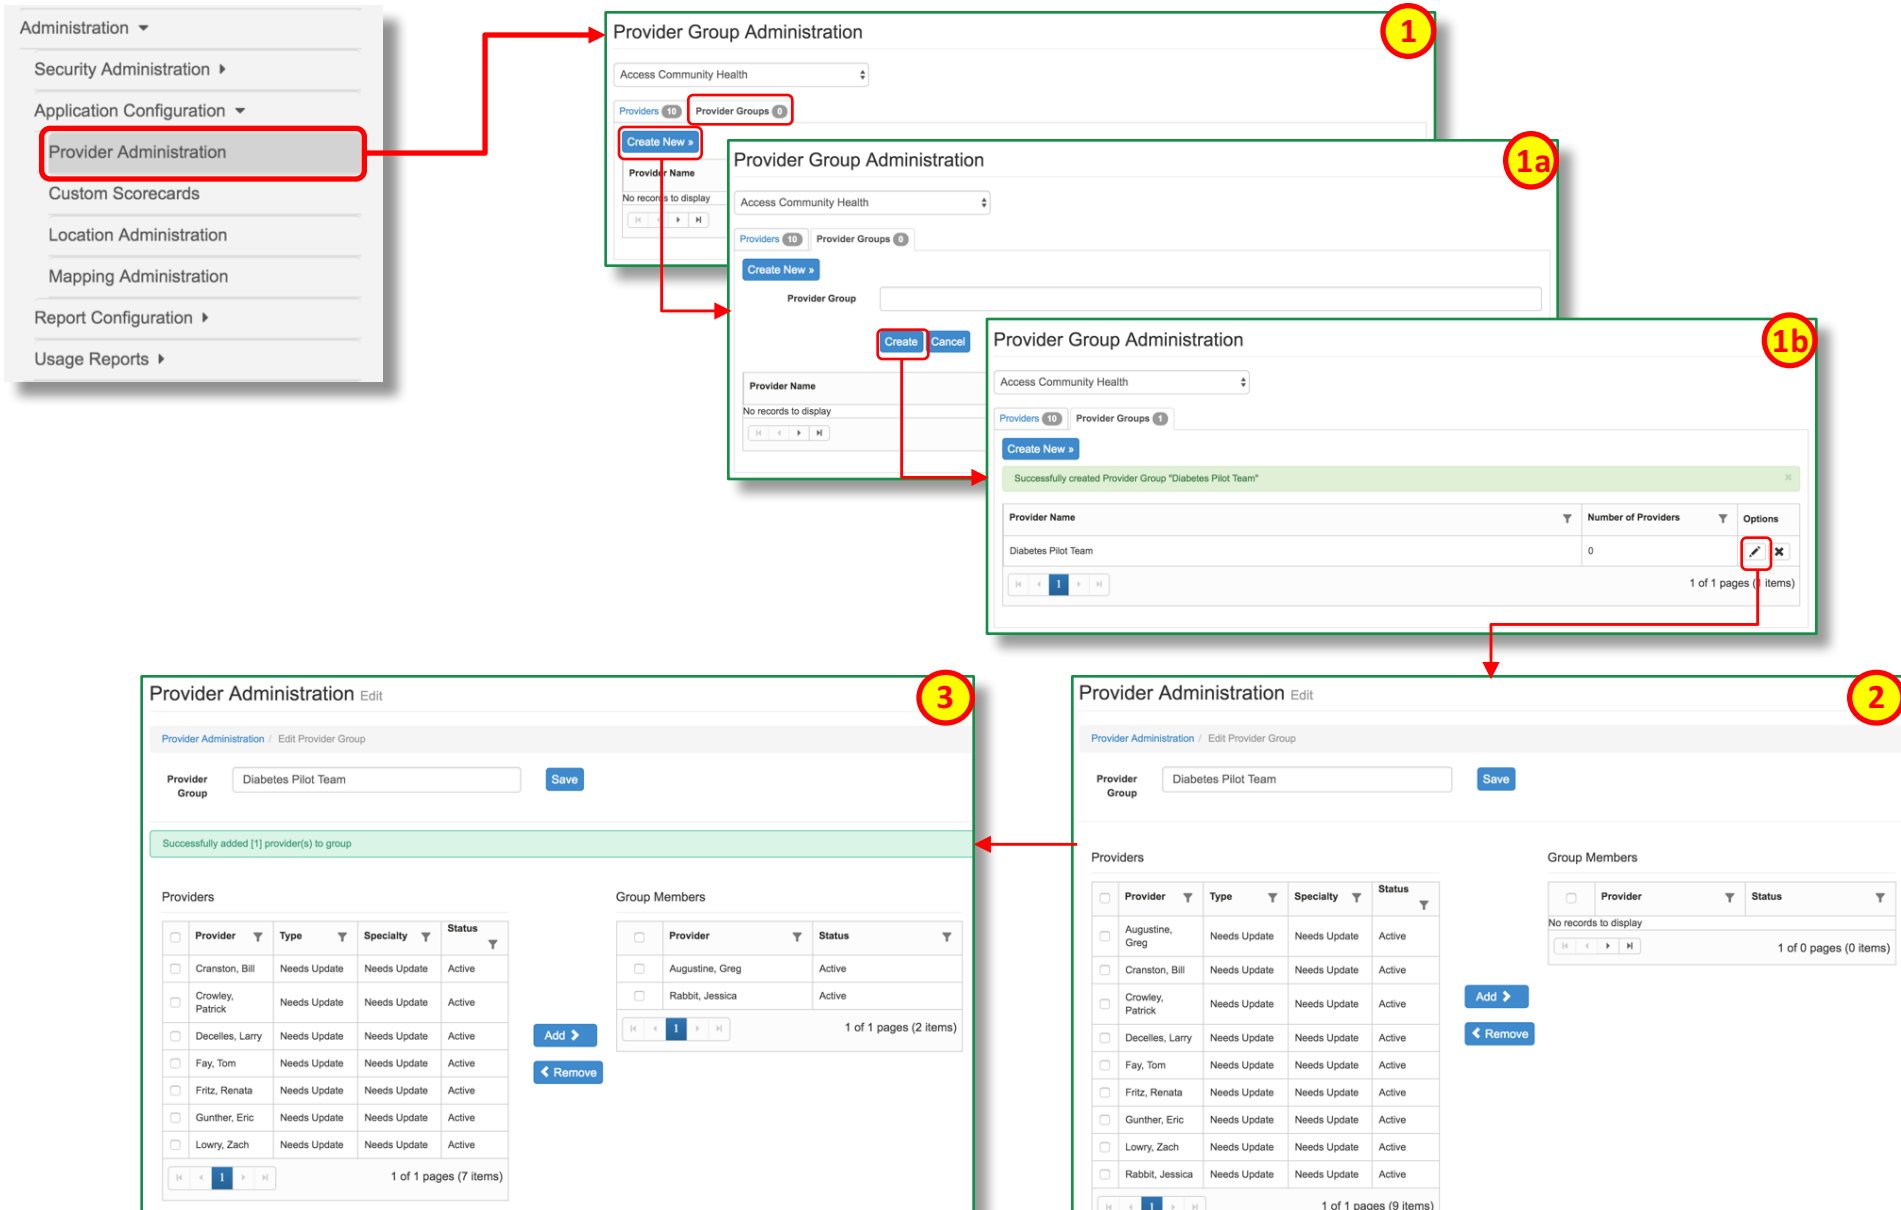 Administration
Security Administration
Application Configuration
Provider Administration
Custom Scorecards
Location Administration
Mapping Administration
Report Configuration
Usage Reports
Provider Group Administration
1
Access Community Health
Providers 10 Provider Groups 0
Create New »
Provider Name
No records to display
Provider Group Administration
1a
Access Community Health
Providers 10 Provider Groups 0
Create New »
Provider Group
Create Cancel
Provider Name
No records to display
Provider Group Administration
1b
Access Community Health
Providers 10 Provider Groups 1
Create New »
Successfully created Provider Group "Diabetes Pilot Team"
Provider Name Number of Providers Options
Diabetes Pilot Team 0
1 1 of 1 pages (1 items)
Provider Administration Edit
2
Provider Administration / Edit Provider Group
Provider Group Diabetes Pilot Team Save
Providers
Provider Type Specialty Status
Augustine, Greg Needs Update Needs Update Active
Cranston, Bill Needs Update Needs Update Active
Crowley, Patrick Needs Update Needs Update Active
Decelles, Larry Needs Update Needs Update Active
Fay, Tom Needs Update Needs Update Active
Fritz, Renata Needs Update Needs Update Active
Gunther, Eric Needs Update Needs Update Active
Lowry, Zach Needs Update Needs Update Active
Rabbit, Jessica Needs Update Needs Update Active
1 1 of 1 pages (9 items)
Add
Remove
Group Members
Provider Status
No records to display
1 of 0 pages (0 items)
Provider Administration Edit
3
Provider Administration / Edit Provider Group
Provider Group Diabetes Pilot Team Save
Successfully added [1] provider(s) to group
Providers
Provider Type Specialty Status
Cranston, Bill Needs Update Needs Update Active
Crowley, Patrick Needs Update Needs Update Active
Decelles, Larry Needs Update Needs Update Active
Fay, Tom Needs Update Needs Update Active
Fritz, Renata Needs Update Needs Update Active
Gunther, Eric Needs Update Needs Update Active
Lowry, Zach Needs Update Needs Update Active
1 1 of 1 pages (7 items)
Add
Remove
Group Members
Provider Status
Augustine, Greg Active
Rabbit, Jessica Active
1 1 of 1 pages (2 items)